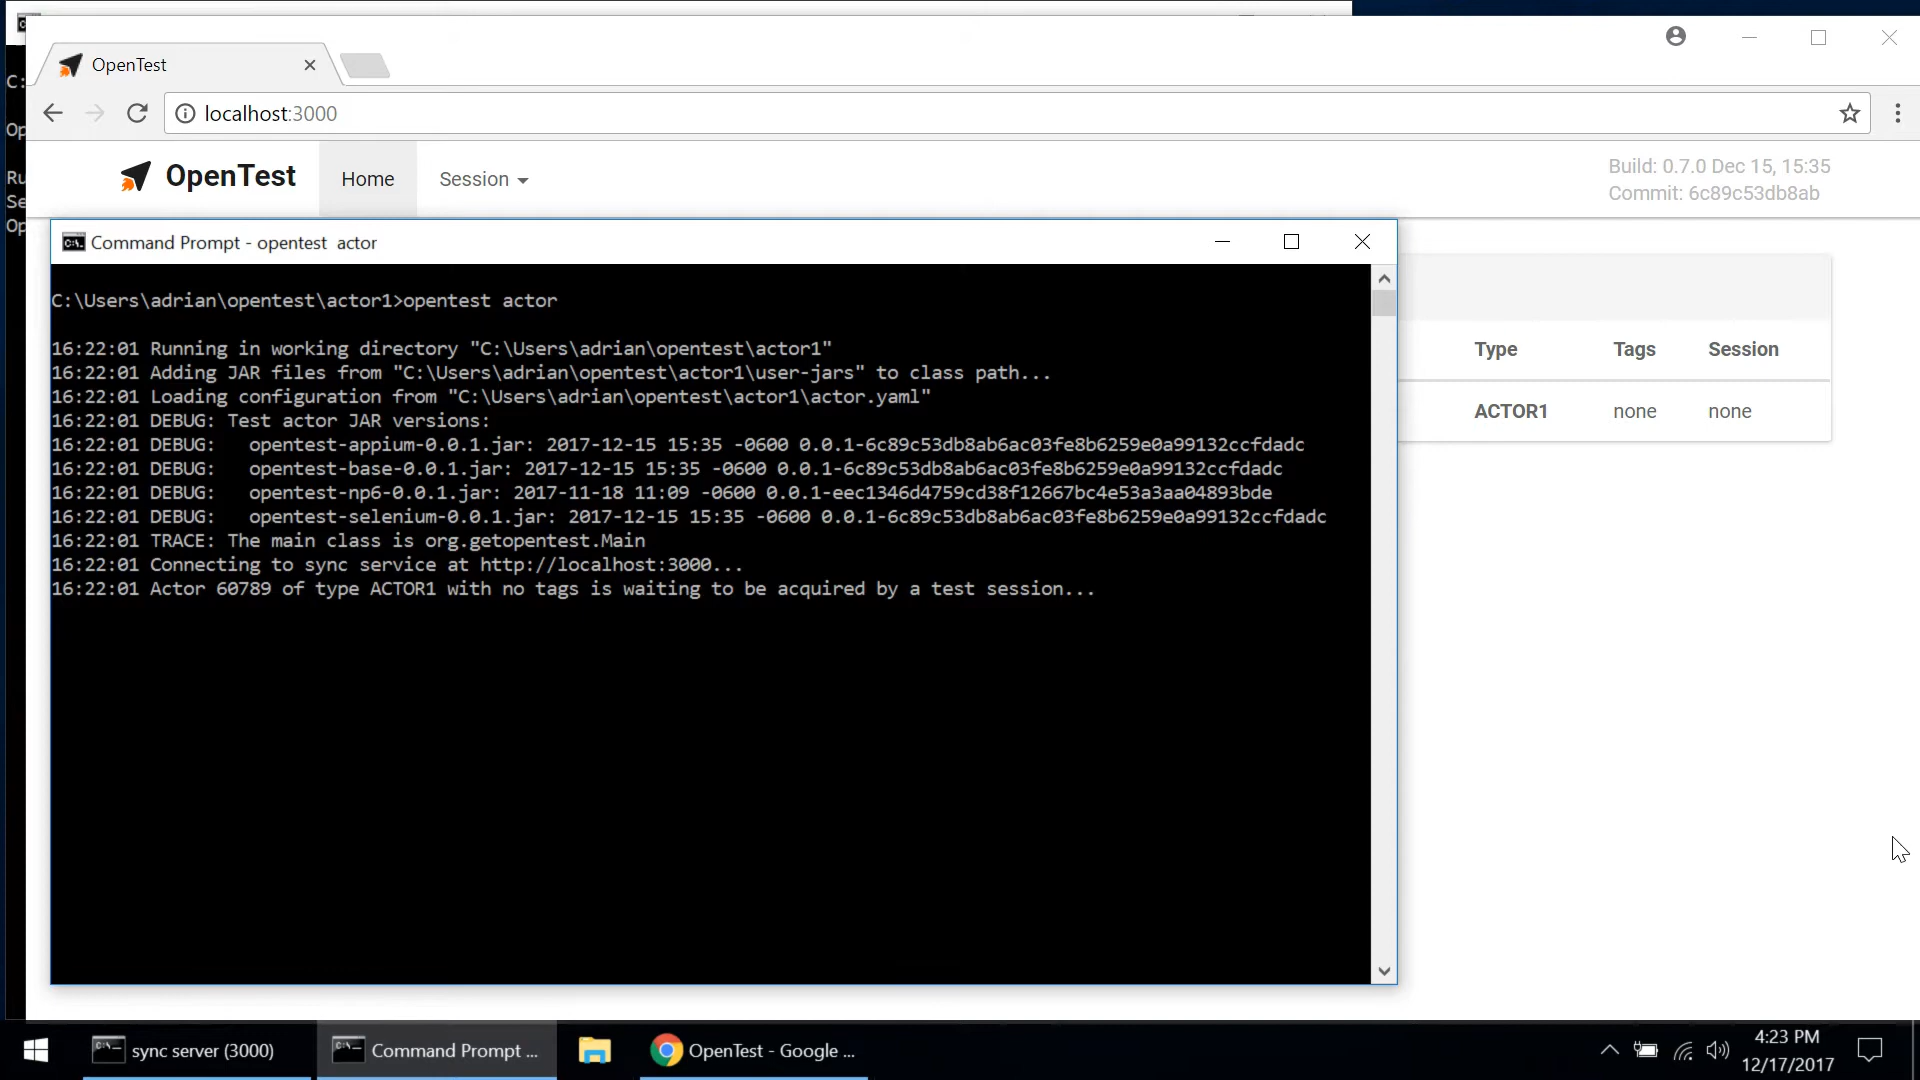 OpenTest
localhost:3000
OpenTest
Home
Session
Build: 0.7.0 Dec 15, 15:35
Commit: 6c89c53db8ab
C:
Op
Ru
Se
Op
Command Prompt - opentest  actor
C:\Users\adrian\opentest\actor1>opentest actor
16:22:01 Running in working directory "C:\Users\adrian\opentest\actor1"
16:22:01 Adding JAR files from "C:\Users\adrian\opentest\actor1\user-jars" to class path...
16:22:01 Loading configuration from "C:\Users\adrian\opentest\actor1\actor.yaml"
16:22:01 DEBUG: Test actor JAR versions:
16:22:01 DEBUG:   opentest-appium-0.0.1.jar: 2017-12-15 15:35 -0600 0.0.1-6c89c53db8ab6ac03fe8b6259e0a99132ccfdadc
16:22:01 DEBUG:   opentest-base-0.0.1.jar: 2017-12-15 15:35 -0600 0.0.1-6c89c53db8ab6ac03fe8b6259e0a99132ccfdadc
16:22:01 DEBUG:   opentest-np6-0.0.1.jar: 2017-11-18 11:09 -0600 0.0.1-eec1346d4759cd38f12667bc4e53a3aa04893bde
16:22:01 DEBUG:   opentest-selenium-0.0.1.jar: 2017-12-15 15:35 -0600 0.0.1-6c89c53db8ab6ac03fe8b6259e0a99132ccfdadc
16:22:01 TRACE: The main class is org.getopentest.Main
16:22:01 Connecting to sync service at http://localhost:3000...
16:22:01 Actor 60789 of type ACTOR1 with no tags is waiting to be acquired by a test session...
Type Tags Session
ACTOR1 none none
sync server (3000)
Command Prompt ...
OpenTest - Google ...
4:23 PM
12/17/2017